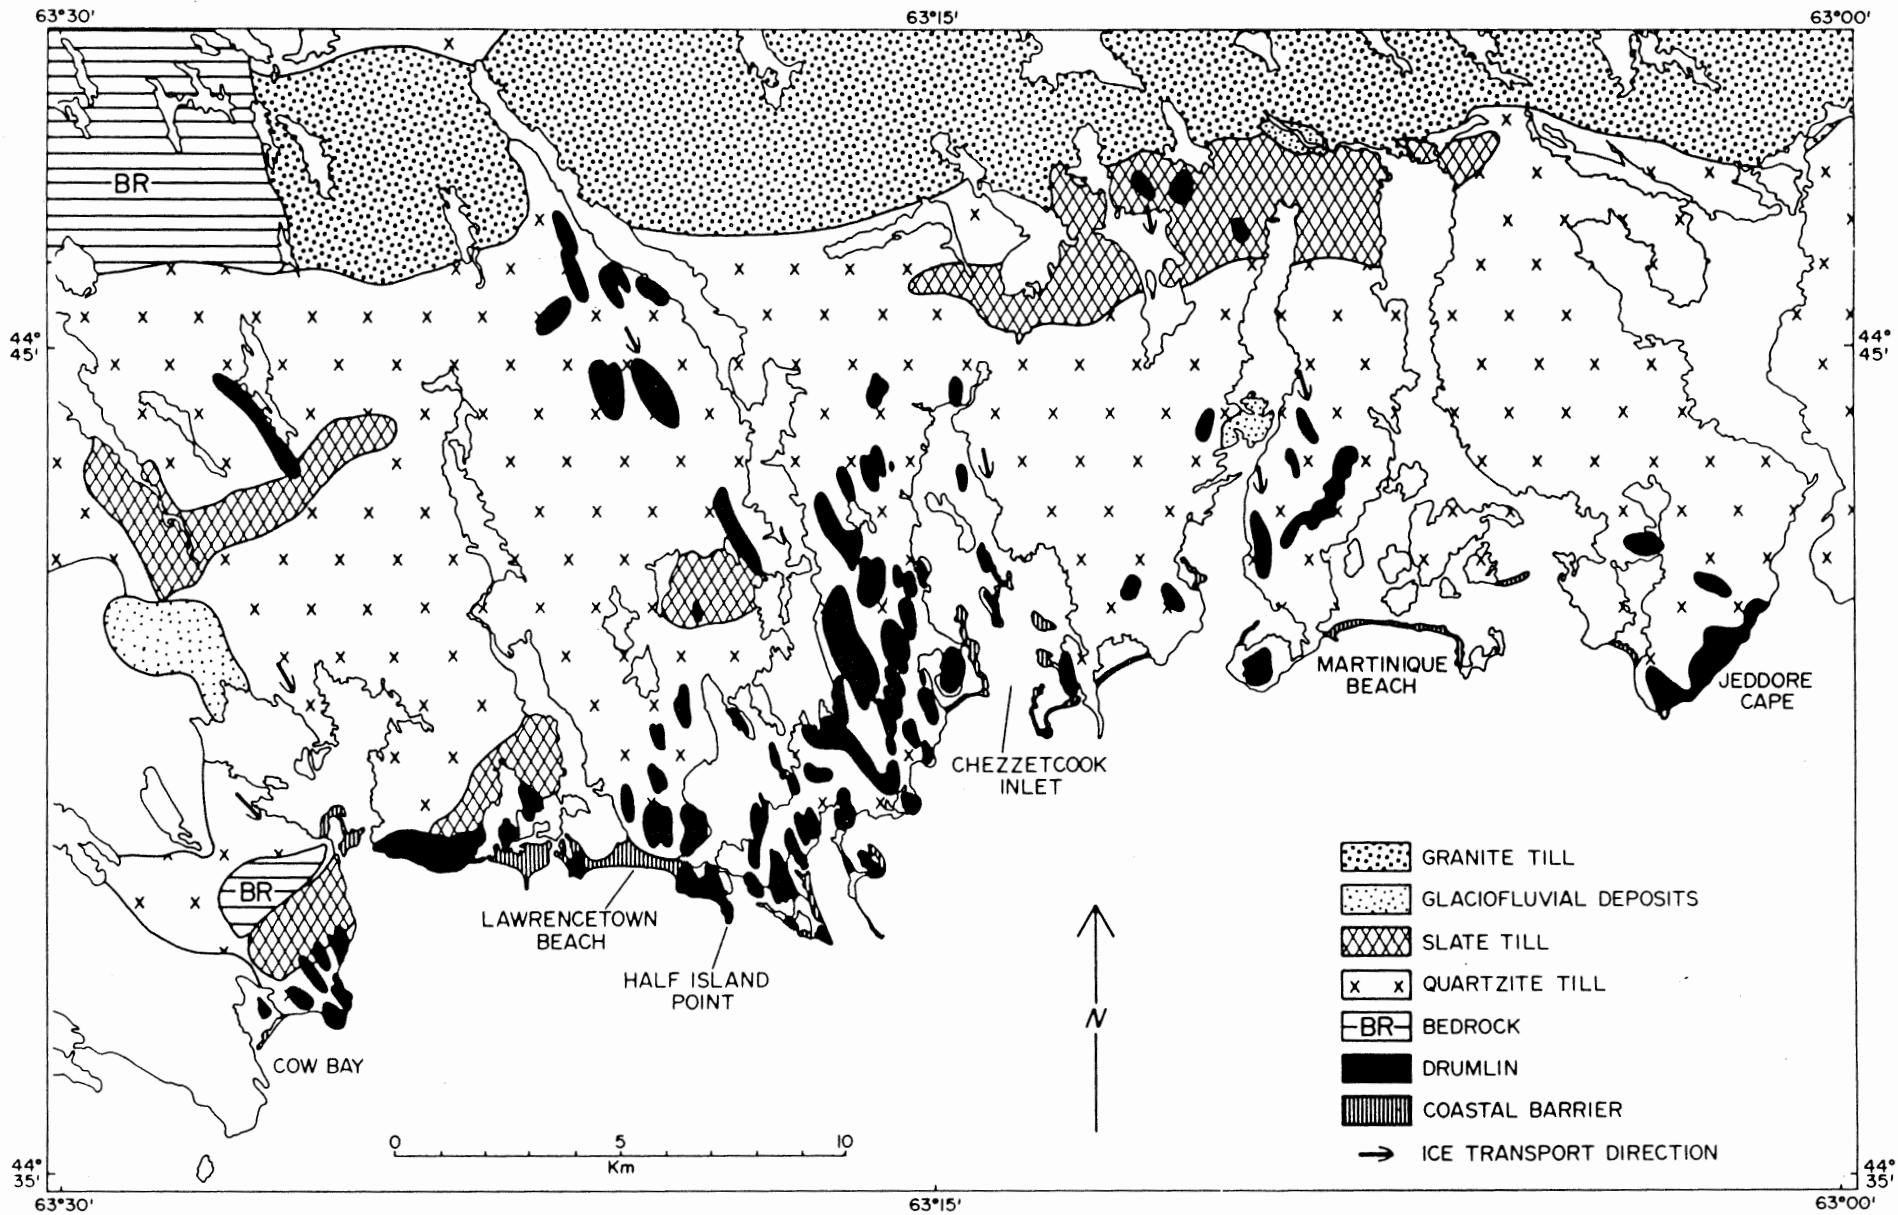 63°30'
63°15'
63°00'
BR
44°
45'
44°
45'
MARTINIQUE
BEACH
JEDDORE
CAPE
CHEZZETCOOK
INLET
BR
LAWRENCETOWN
BEACH
HALF ISLAND
POINT
COW BAY
N
GRANITE TILL
GLACIOFLUVIAL DEPOSITS
SLATE TILL
x x QUARTZITE TILL
BR BEDROCK
DRUMLIN
COASTAL BARRIER
ICE TRANSPORT DIRECTION
0 5 10
Km
44°
35'
44°
35'
63°30'
63°15'
63°00'